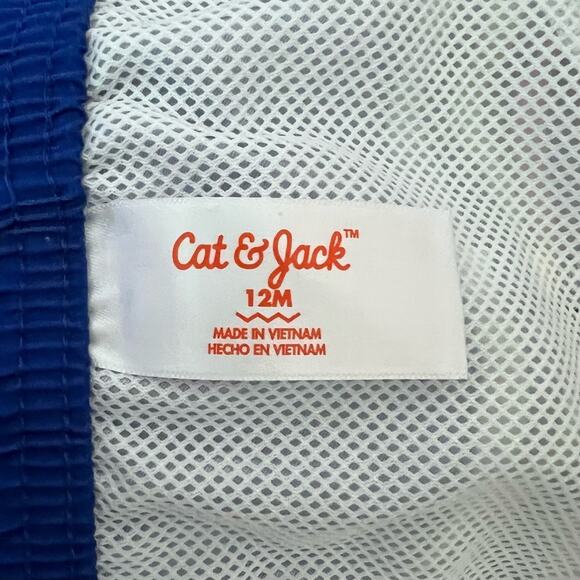 Cat & Jack™
12M
MADE IN VIETNAM
HECHO EN VIETNAM